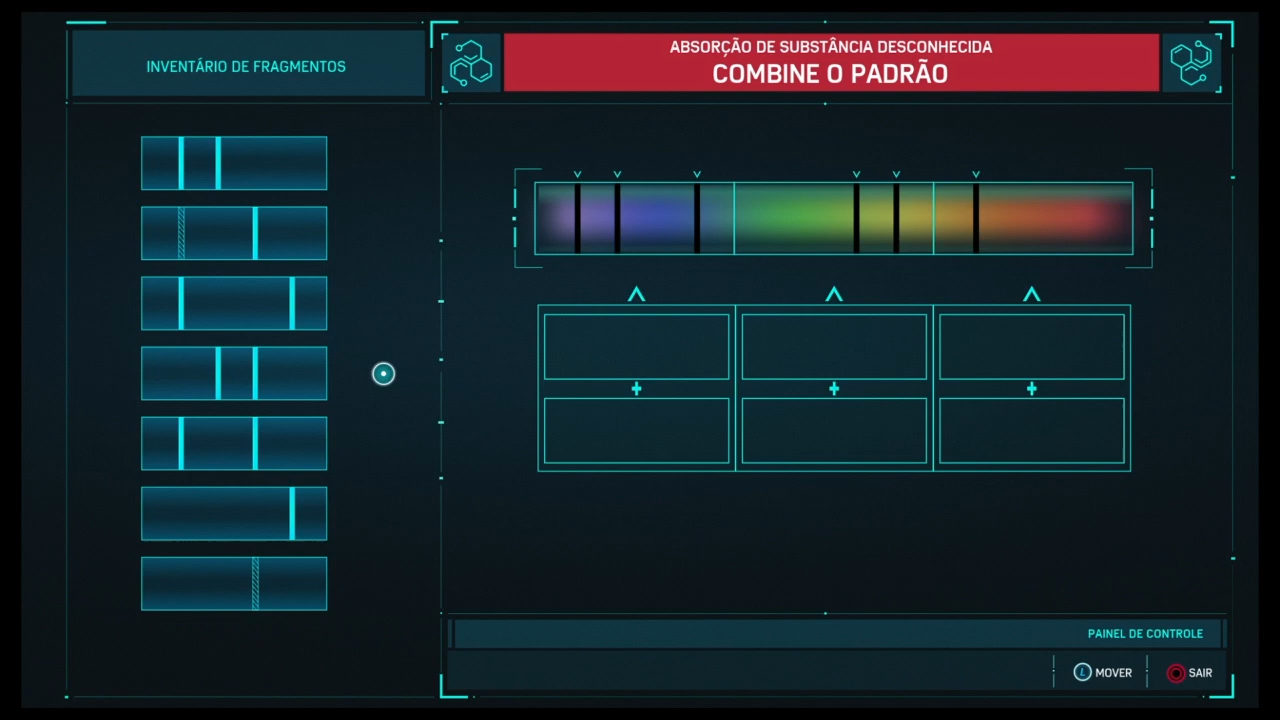 INVENTÁRIO DE FRAGMENTOS
ABSORÇÃO DE SUBSTÂNCIA DESCONHECIDA
COMBINE O PADRÃO
PAINEL DE CONTROLE
L MOVER
SAIR